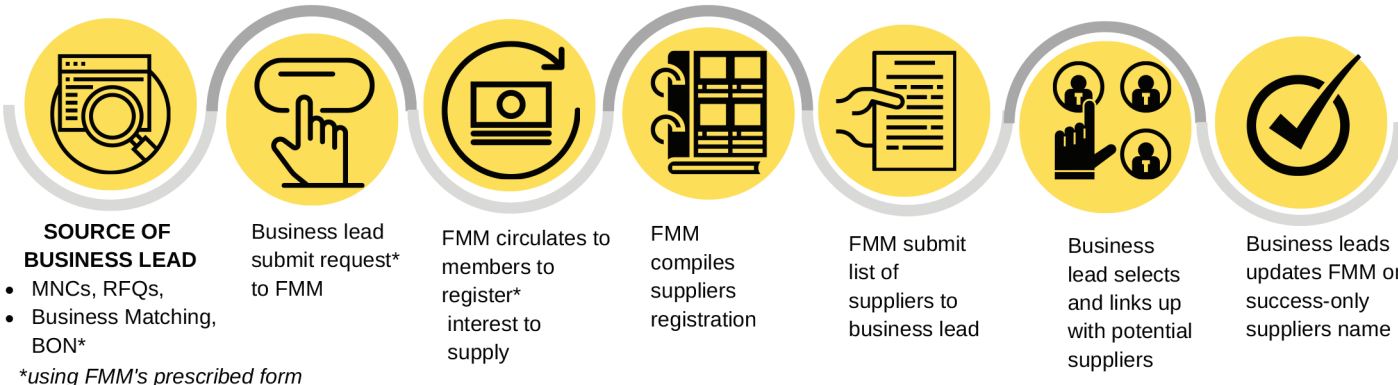 SOURCE OF
BUSINESS LEAD
• MNCs, RFQs,
• Business Matching,
BON*
*using FMM's prescribed form
Business lead
submit request*
to FMM
FMM circulates to
members to
register*
interest to
supply
FMM
compiles
suppliers
registration
FMM submit
list of
suppliers to
business lead
Business
lead selects
and links up
with potential
suppliers
Business leads
updates FMM on
success-only
suppliers name